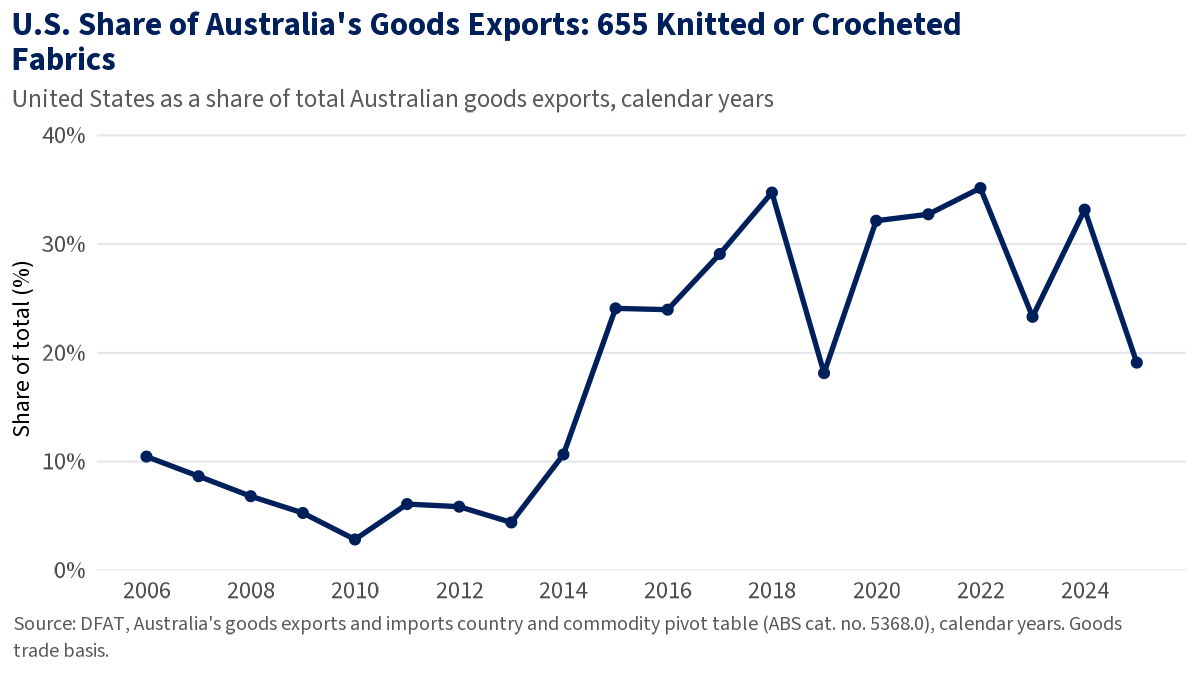 U.S. Share of Australia's Goods Exports: 655 Knitted or Crocheted
Fabrics
United States as a share of total Australian goods exports, calendar years
Share of total (%)
40%
30%
20%
10%
0%
2006 2008 2010 2012 2014 2016 2018 2020 2022 2024
Source: DFAT, Australia's goods exports and imports country and commodity pivot table (ABS cat. no. 5368.0), calendar years. Goods
trade basis.